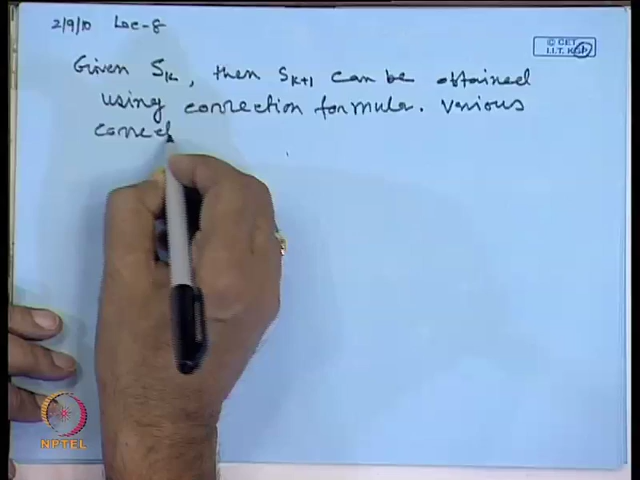 2/9/10 Lec-8
© CET
I.I.T. KGP
Given S_k, then S_k+1 can be obtained
using correction formula. Various
correct
NPTEL